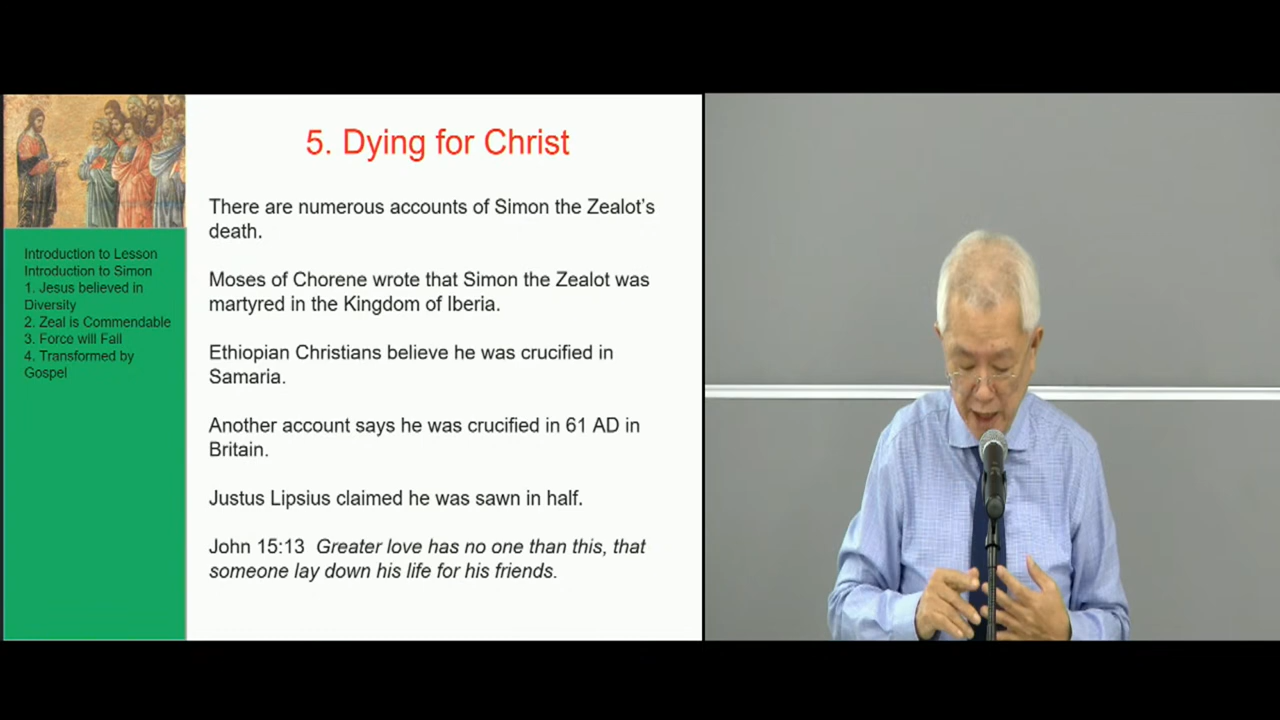 5. Dying for Christ
There are numerous accounts of Simon the Zealot's
death.
Moses of Chorene wrote that Simon the Zealot was
martyred in the Kingdom of Iberia.
Ethiopian Christians believe he was crucified in
Samaria.
Another account says he was crucified in 61 AD in
Britain.
Justus Lipsius claimed he was sawn in half.
John 15:13 Greater love has no one than this, that
someone lay down his life for his friends.
Introduction to Lesson
Introduction to Simon
1. Jesus believed in
Diversity
2. Zeal is Commendable
3. Force will Fail
4. Transformed by
Gospel